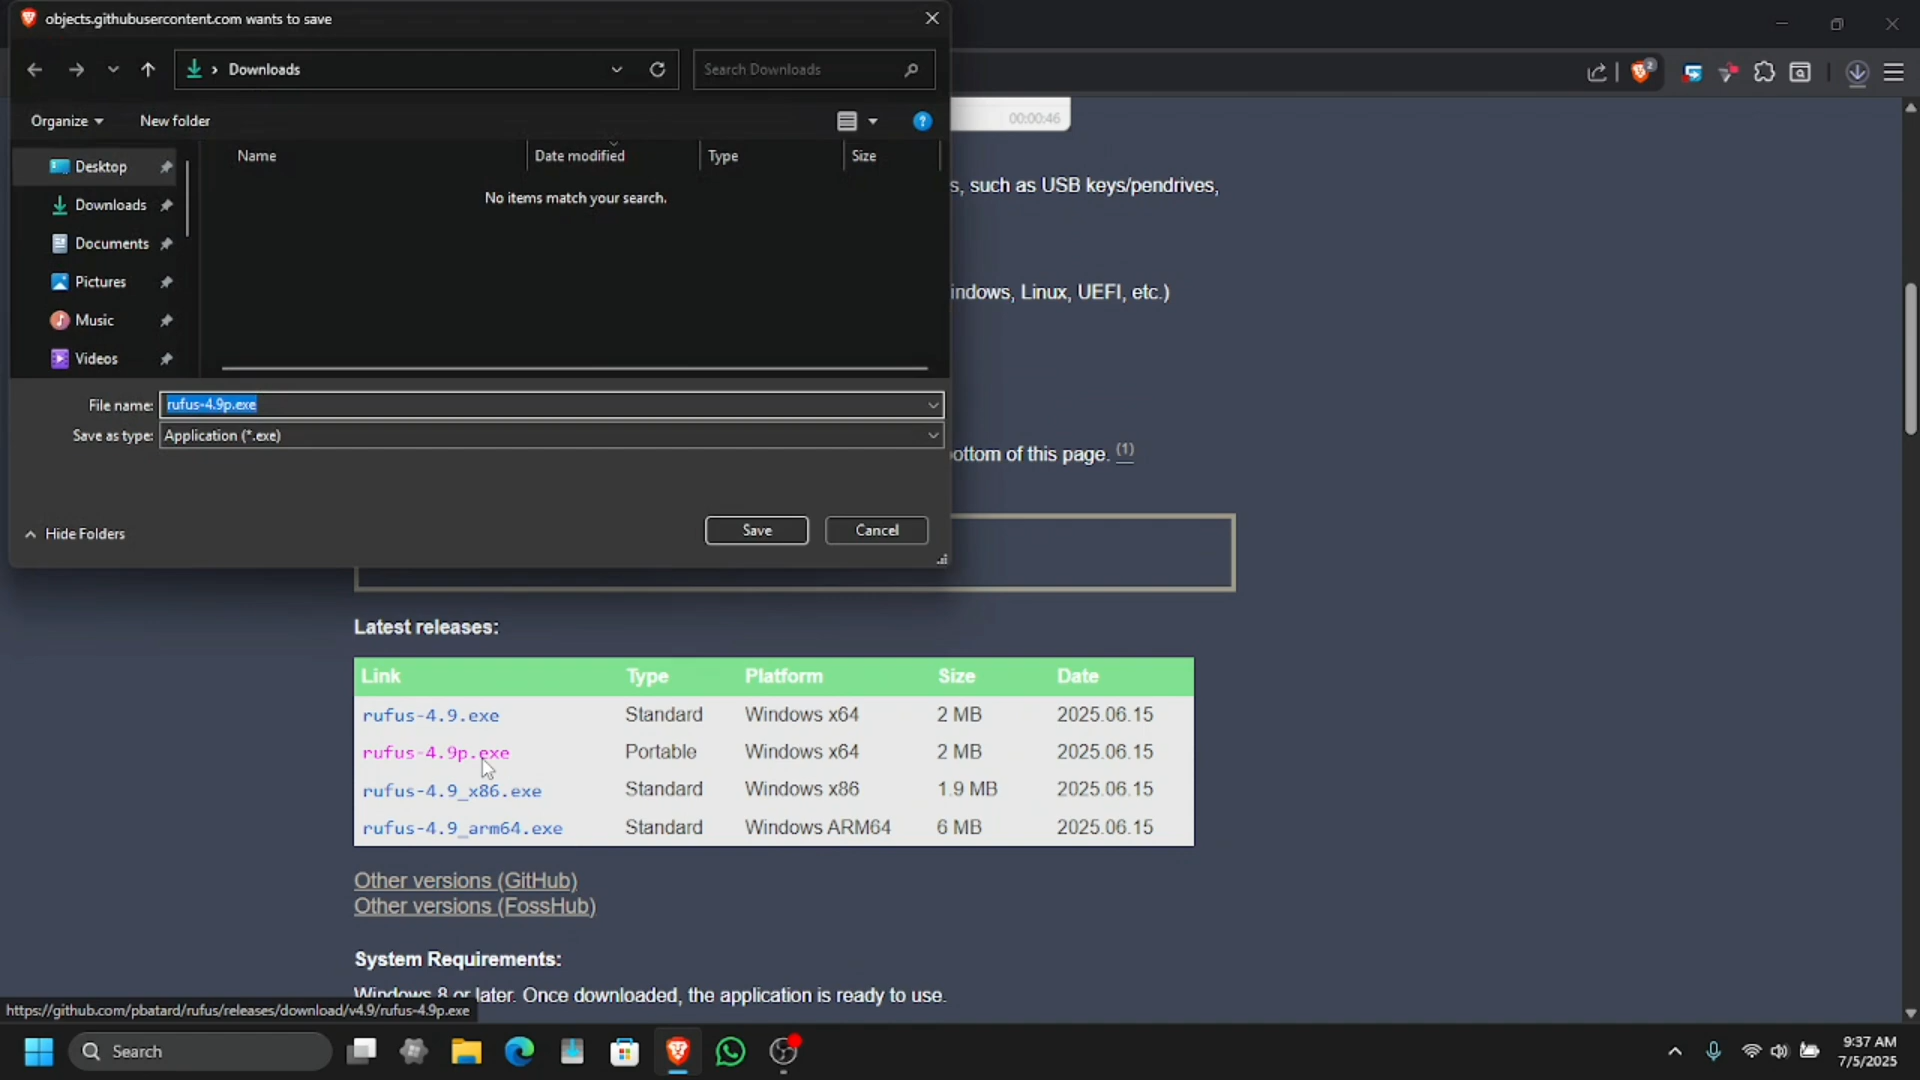 objects.githubusercontent.com wants to save
Downloads
Search Downloads
Organize
New folder
Name
Date modified
Type
Size
No items match your search.
Desktop
Downloads
Documents
Pictures
Music
Videos
File name: rufus-4.9p.exe
Save as type: Application (*.exe)
Hide Folders
Save
Cancel
2
00:00:46
s, such as USB keys/pendrives,
indows, Linux, UEFI, etc.)
ottom of this page. (1)
Latest releases:
Link Type Platform Size Date
rufus-4.9.exe Standard Windows x64 2 MB 2025.06.15
rufus-4.9p.exe Portable Windows x64 2 MB 2025.06.15
rufus-4.9_x86.exe Standard Windows x86 1.9 MB 2025.06.15
rufus-4.9_arm64.exe Standard Windows ARM64 6 MB 2025.06.15
Other versions (GitHub)
Other versions (FossHub)
System Requirements:
Windows 8 or later. Once downloaded, the application is ready to use.
https://github.com/pbatard/rufus/releases/download/v4.9/rufus-4.9p.exe
Search
9:37 AM
7/5/2025